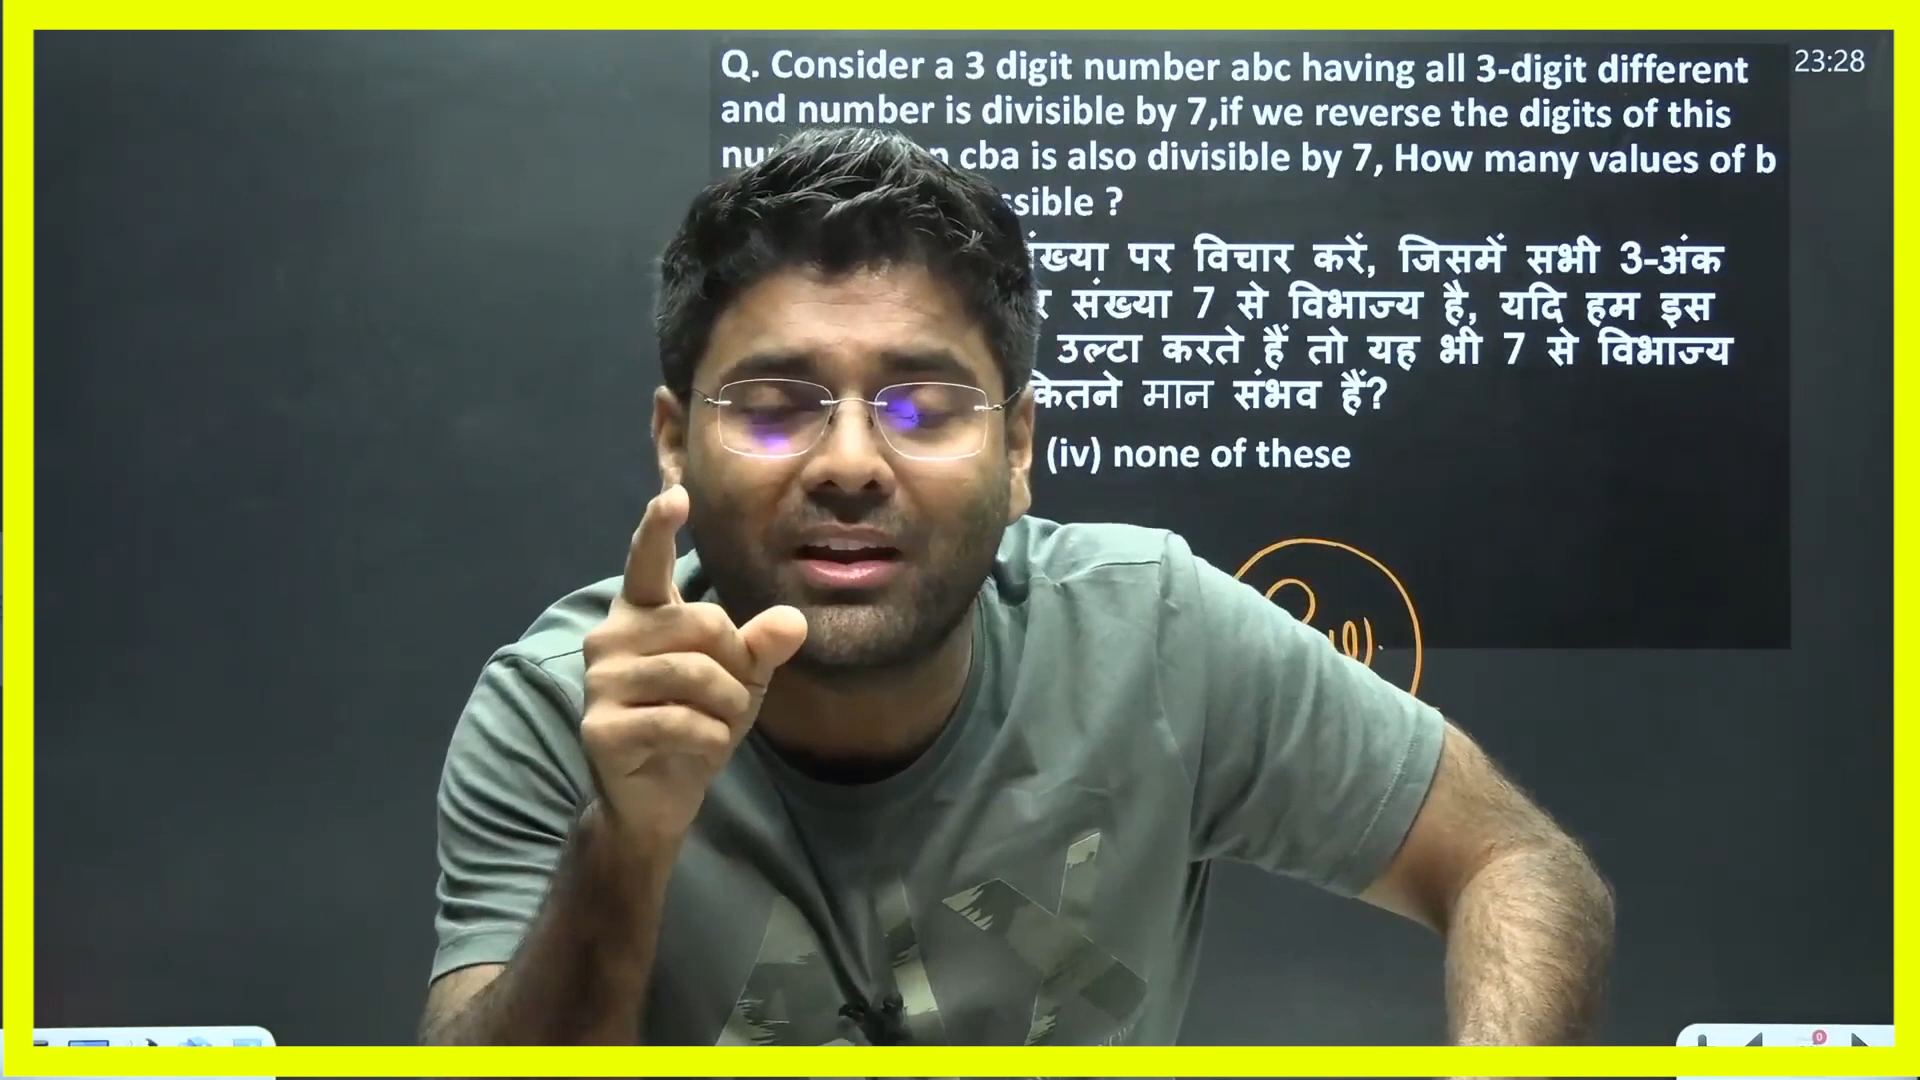 Q. Consider a 3 digit number abc having all 3-digit different
23:28
and number is divisible by 7,if we reverse the digits of this
cba is also divisible by 7, How many values of b
?
पर विचार करें, जिसमें सभी 3-अंक
संख्या 7 से विभाज्य है, यदि हम इस
उल्टा करते हैं तो यह भी 7 से विभाज्य
कितने मान संभव हैं?
(iv) none of these
0